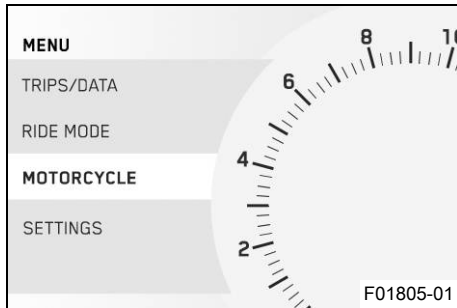 MENU
TRIPS/DATA
RIDE MODE
MOTORCYCLE
SETTINGS
8
6
4
2
F01805-01